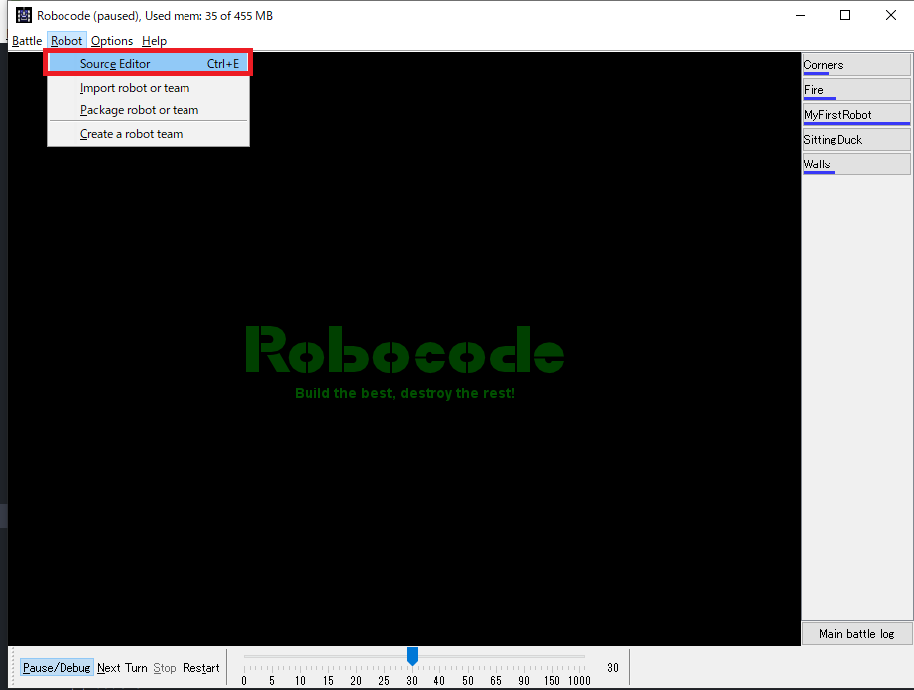 Robocode (paused), Used mem: 35 of 455 MB
Battle Robot Options Help
Source Editor Ctrl+E
Import robot or team
Package robot or team
Create a robot team
Corners
Fire
MyFirstRobot
SittingDuck
Walls
Robocode
Build the best, destroy the rest!
Main battle log
Pause/Debug Next Turn Stop Restart
30
0 5 10 15 20 25 30 40 50 65 90 150 1000